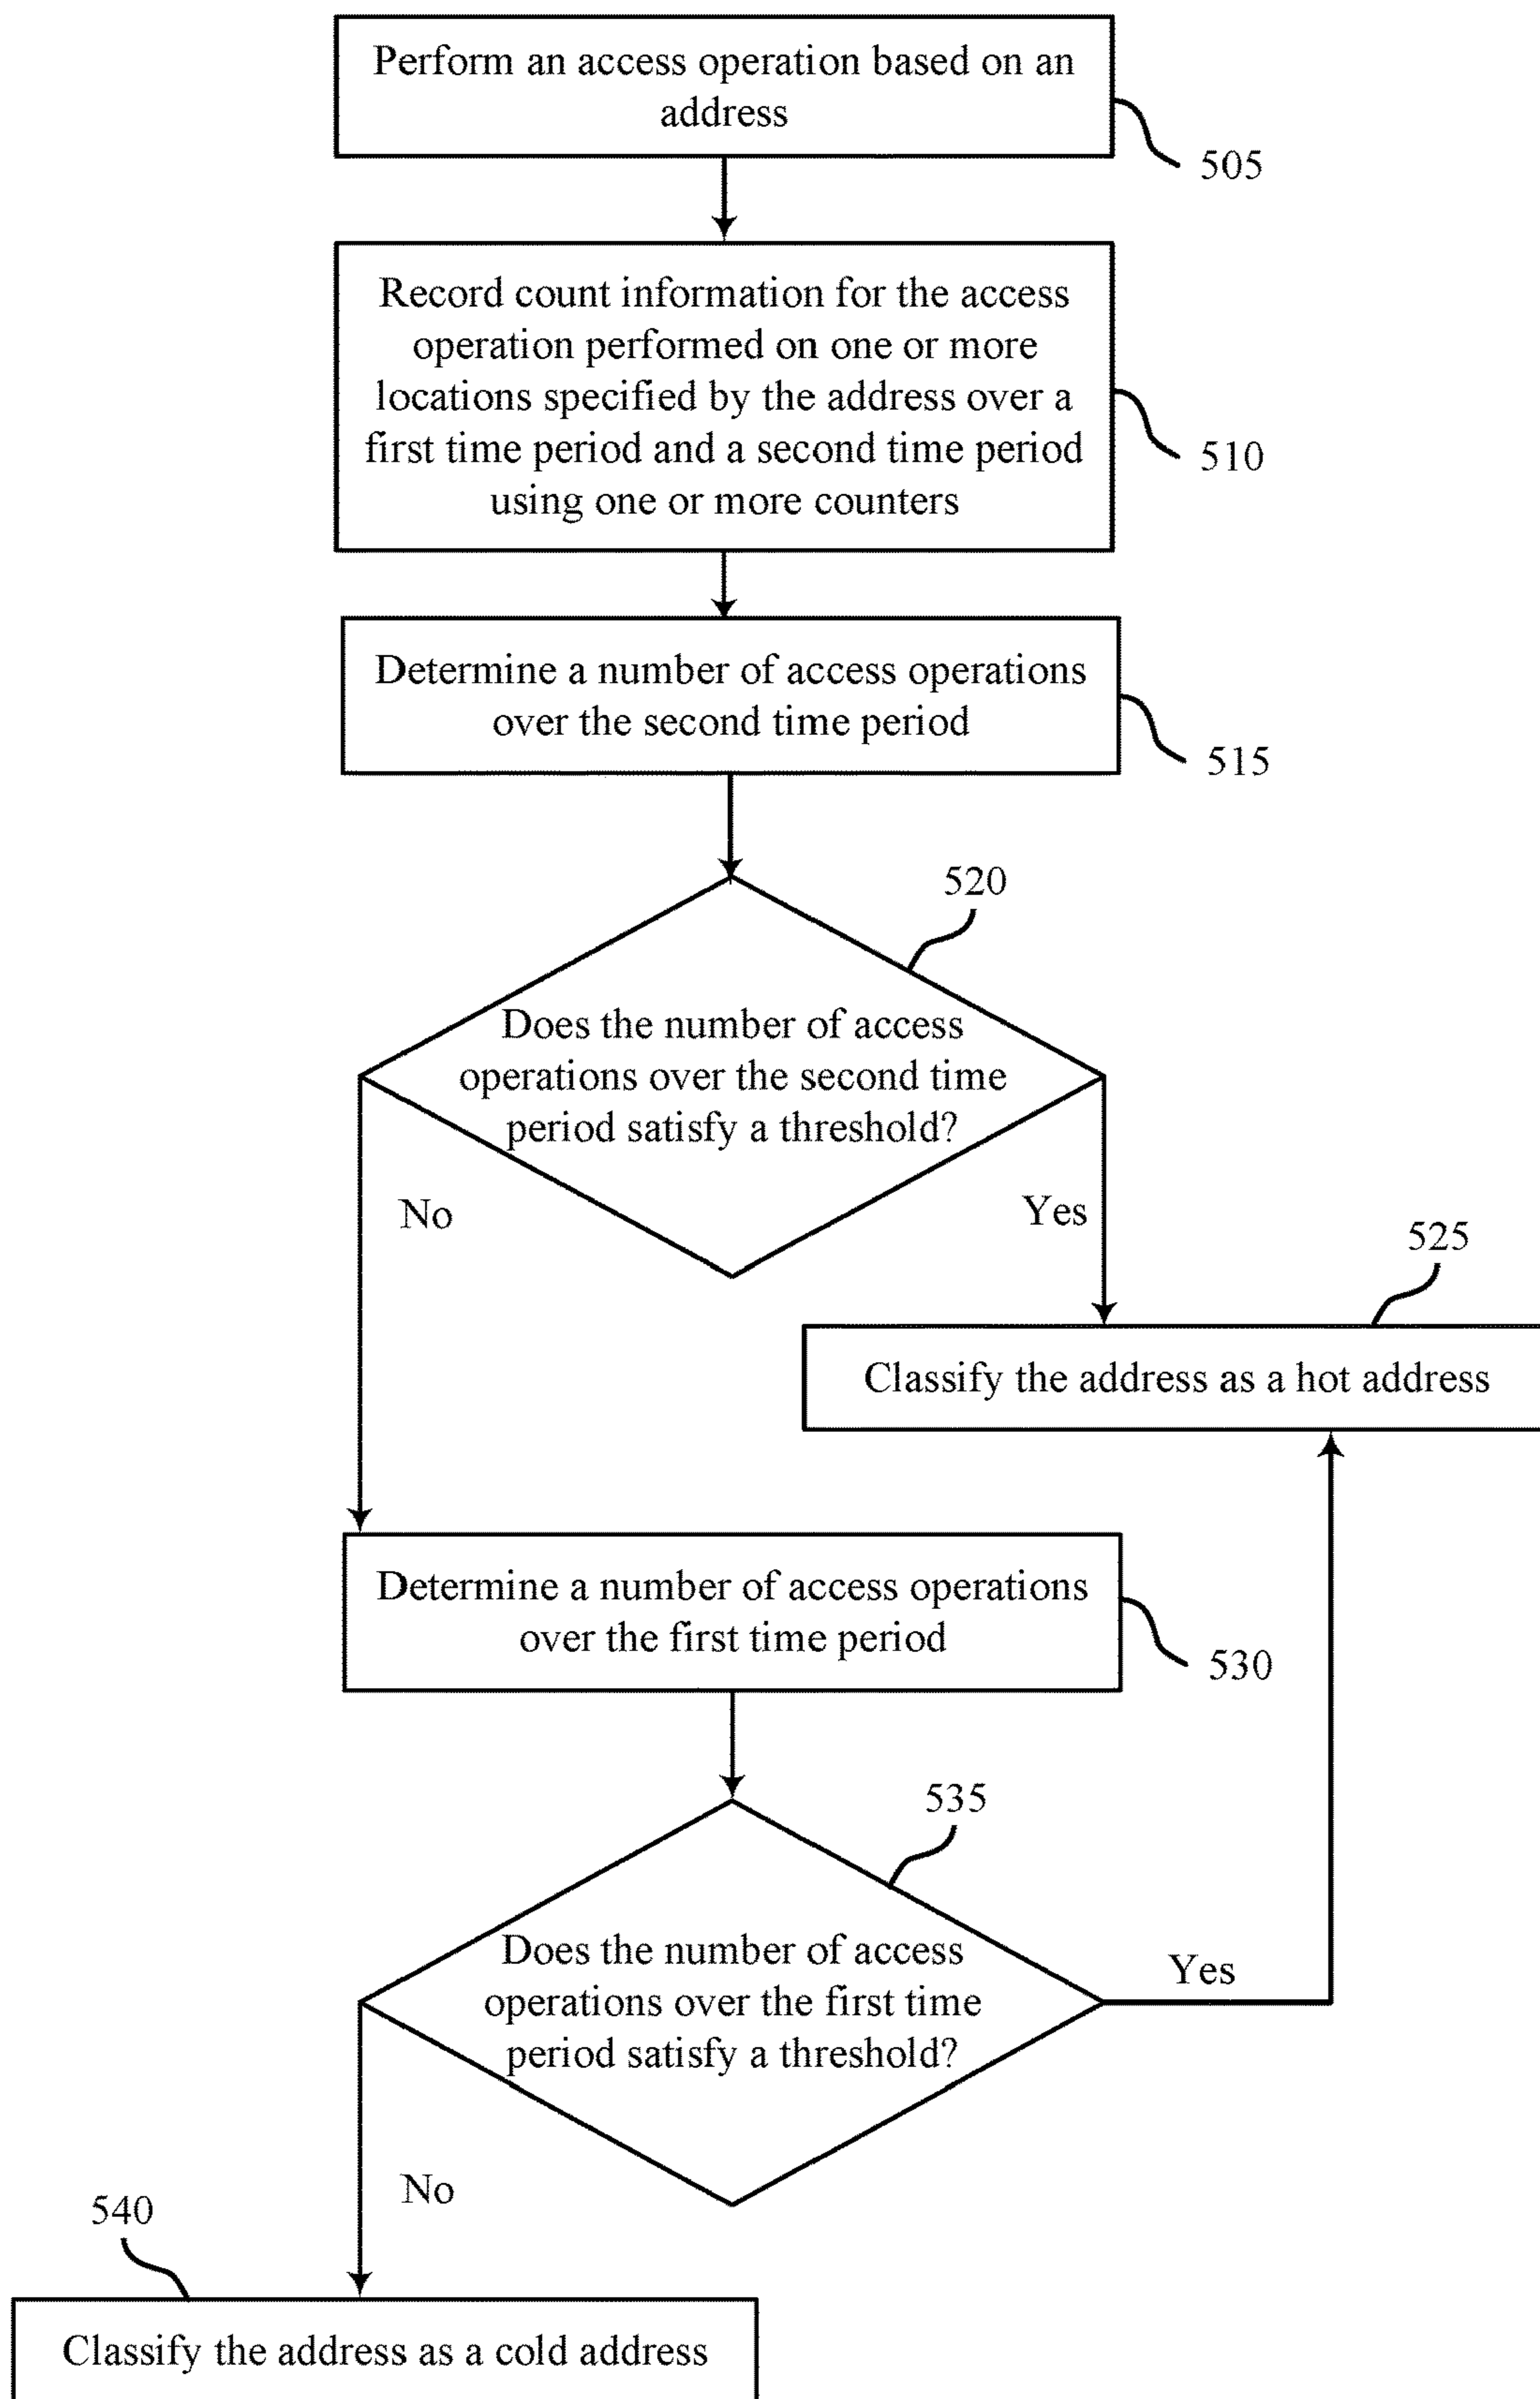 Perform an access operation based on an
address
505
Record count information for the access
operation performed on one or more
locations specified by the address over a
first time period and a second time period
using one or more counters
510
Determine a number of access operations
over the second time period
515
520
Does the number of access
operations over the second time
period satisfy a threshold?
No
Yes
525
Classify the address as a hot address
Determine a number of access operations
over the first time period
530
535
Does the number of access
operations over the first time
period satisfy a threshold?
Yes
No
540
Classify the address as a cold address